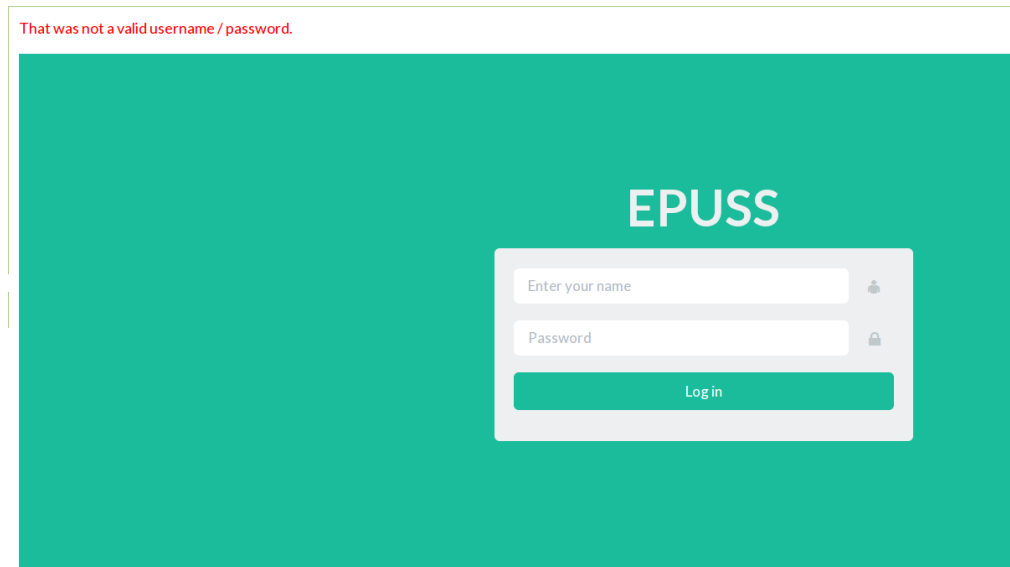 That was not a valid username / password.
EPUSS
Enter your name
Password
Log in